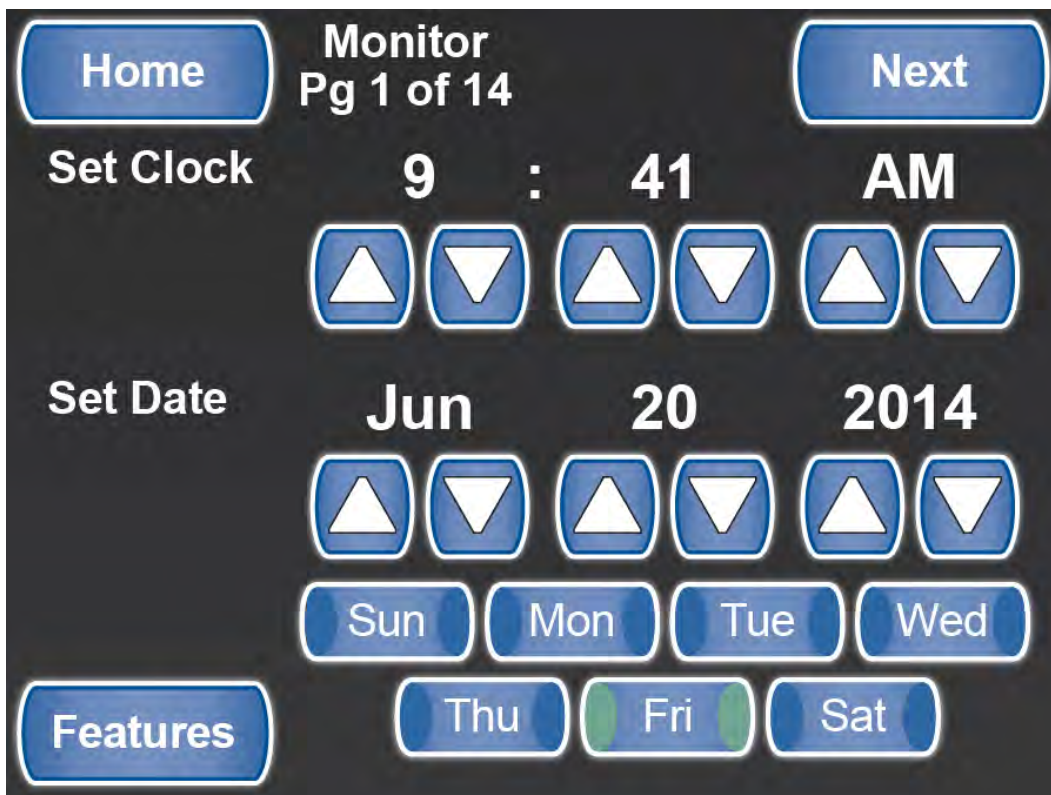 Home
Monitor
Pg 1 of 14
Next
Set Clock
9 : 41 AM
Set Date
Jun 20 2014
Sun Mon Tue Wed
Thu Fri Sat
Features